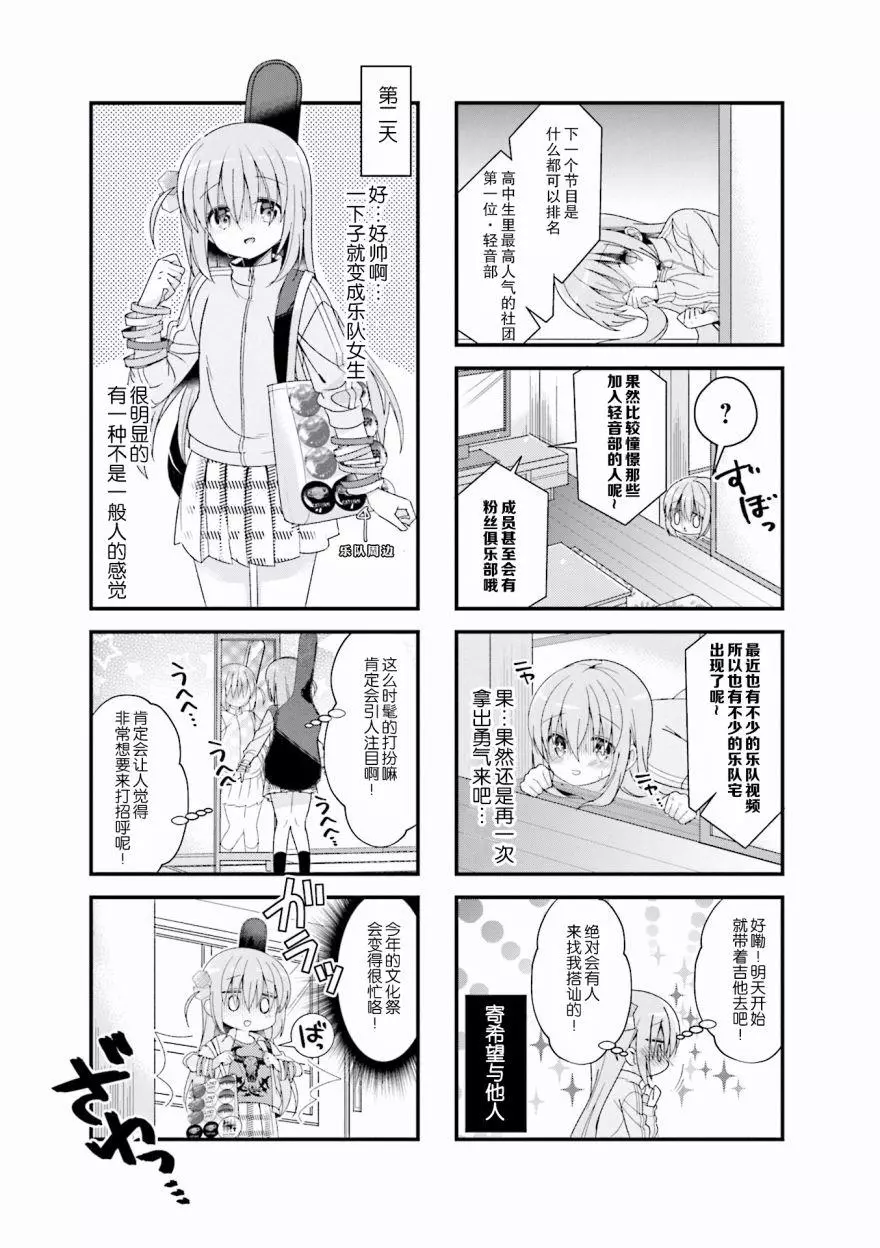 下一个节目是
什么都可以排名
高中生里最高人气的社团
第一位·轻音部
?
ずぼっ
果然比较憧憬那些
加入轻音部的人呢~
成员甚至会有
粉丝俱乐部哦
最近也有不少的乐队视频
所以也有不少的乐队宅
出现了呢~
ニャ
ニャ
果…果然还是再一次
拿出勇气来吧…
好嘞！明天开始
就带着吉他去吧！
绝对会有人
来找我搭讪的！
寄希望与他人
第二天
好…好帅啊…
一下子就变成乐队女生
很明显的
有一种不是一般人的感觉
乐队周边
这么时髦的打扮嘛
肯定会引人注目啊！
うへへ…
うへへ…
肯定会让人觉得
非常想要来打招呼呢！
今年的文化祭
会变得很忙咯！
ガラッ
ばっ
ざわっ…